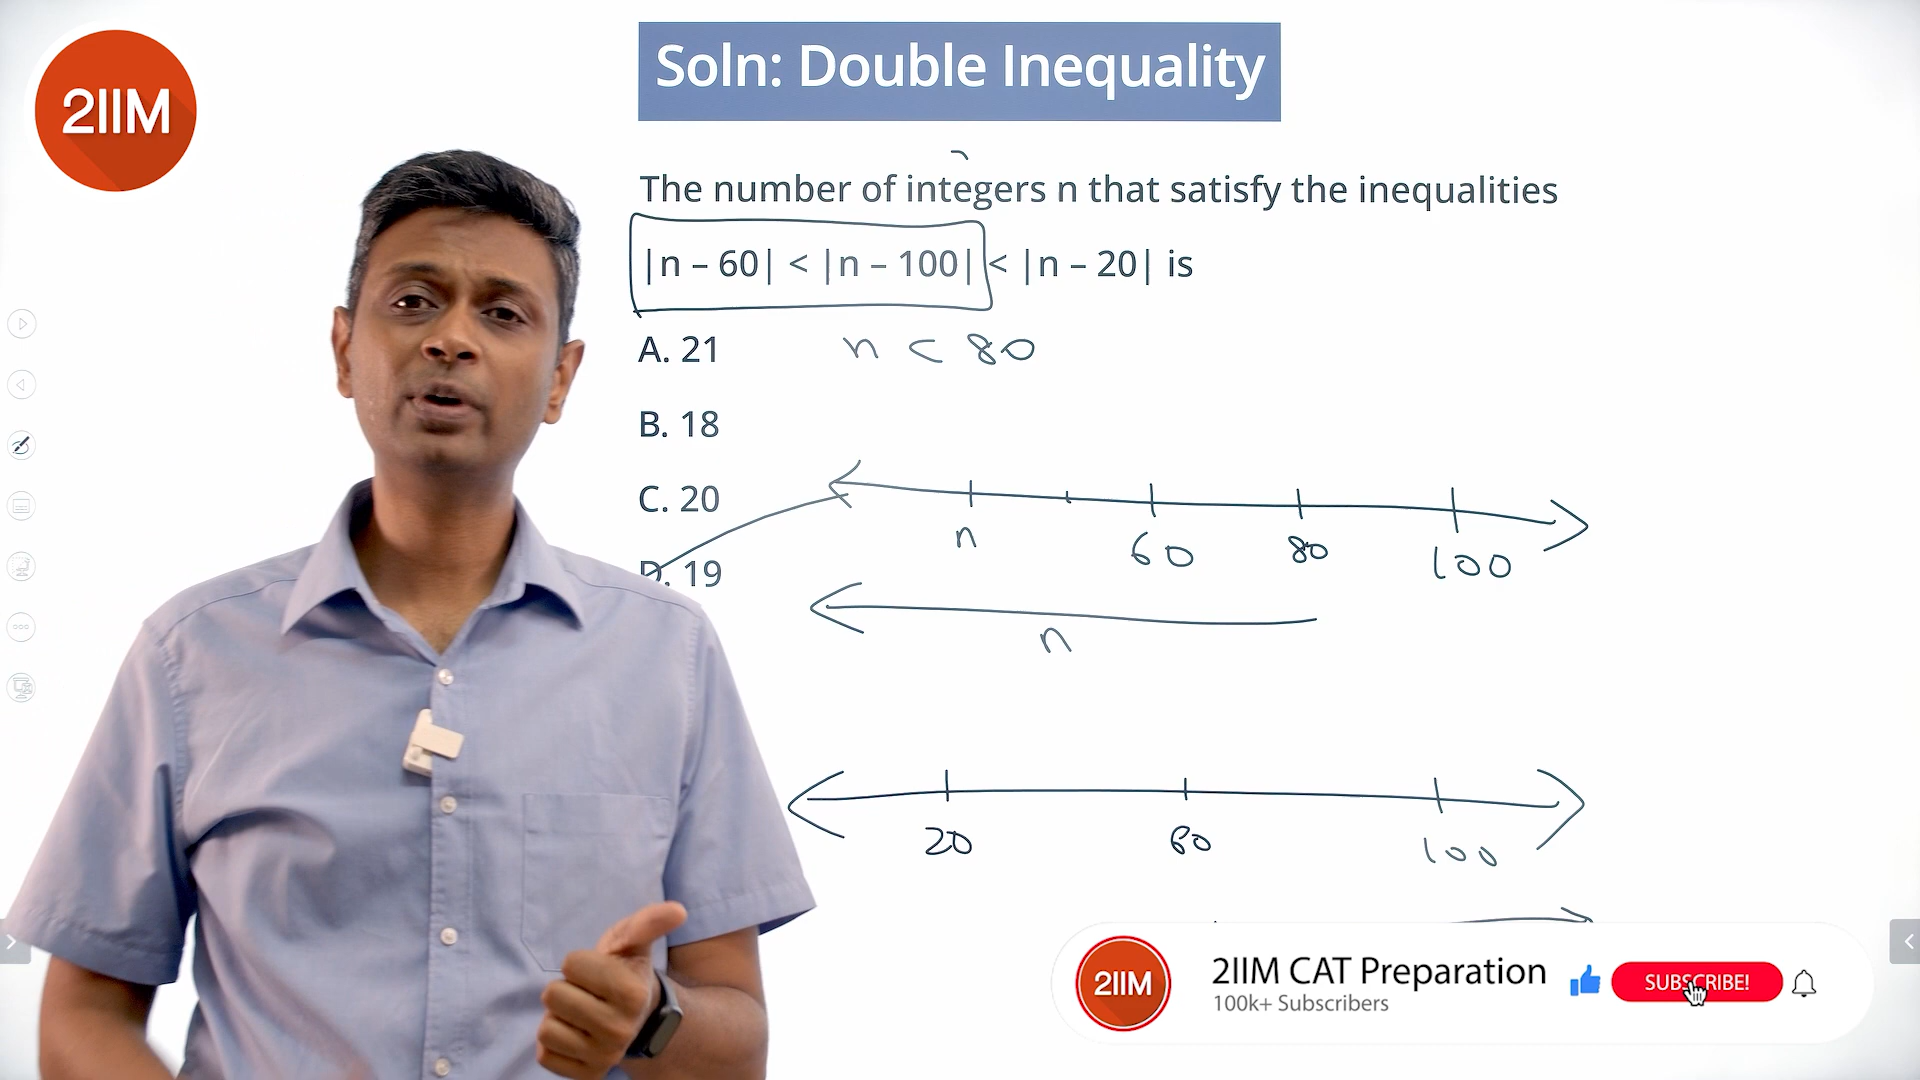 2IIM
Soln: Double Inequality
The number of integers n that satisfy the inequalities
|n – 60| < |n – 100| < |n – 20| is
A. 21
n < 80
B. 18
C. 20
D. 19
n 60 80 100
n
20 60 100
2IIM
2IIM CAT Preparation
100k+ Subscribers
SUBSCRIBE!